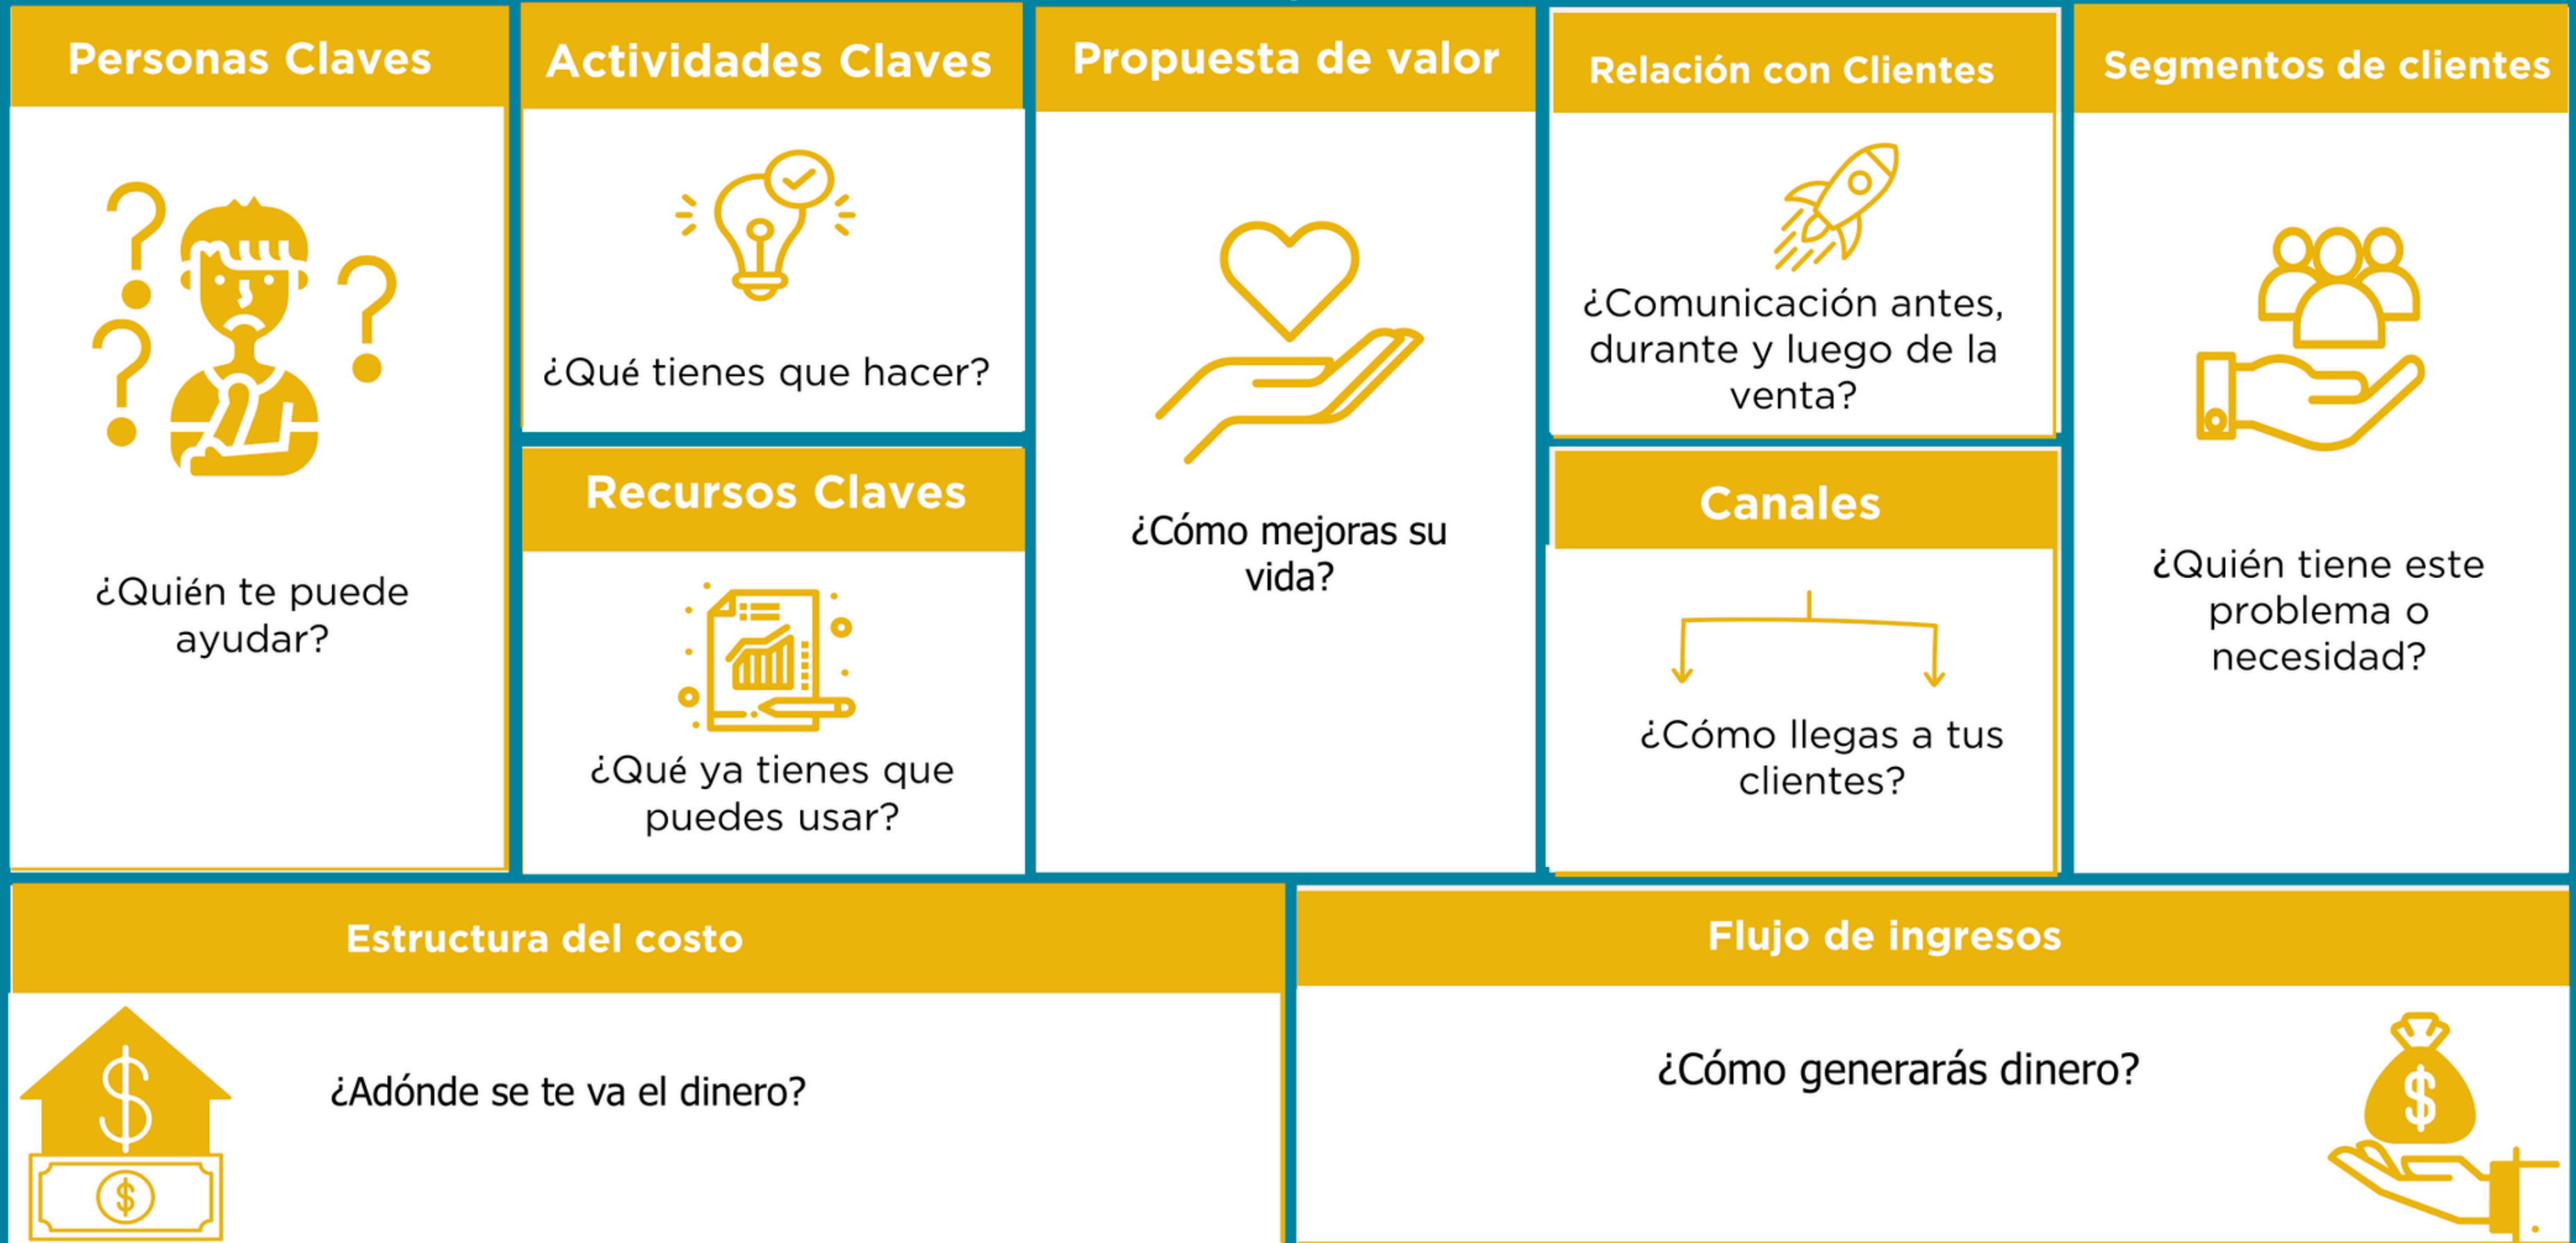 Personas Claves
¿Quién te puede
ayudar?
Actividades Claves
¿Qué tienes que hacer?
Recursos Claves
¿Qué ya tienes que
puedes usar?
Propuesta de valor
¿Cómo mejoras su
vida?
Relación con Clientes
¿Comunicación antes,
durante y luego de la
venta?
Canales
¿Cómo llegas a tus
clientes?
Segmentos de clientes
¿Quién tiene este
problema o
necesidad?
Estructura del costo
$
$
¿Adónde se te va el dinero?
Flujo de ingresos
¿Cómo generarás dinero?
$